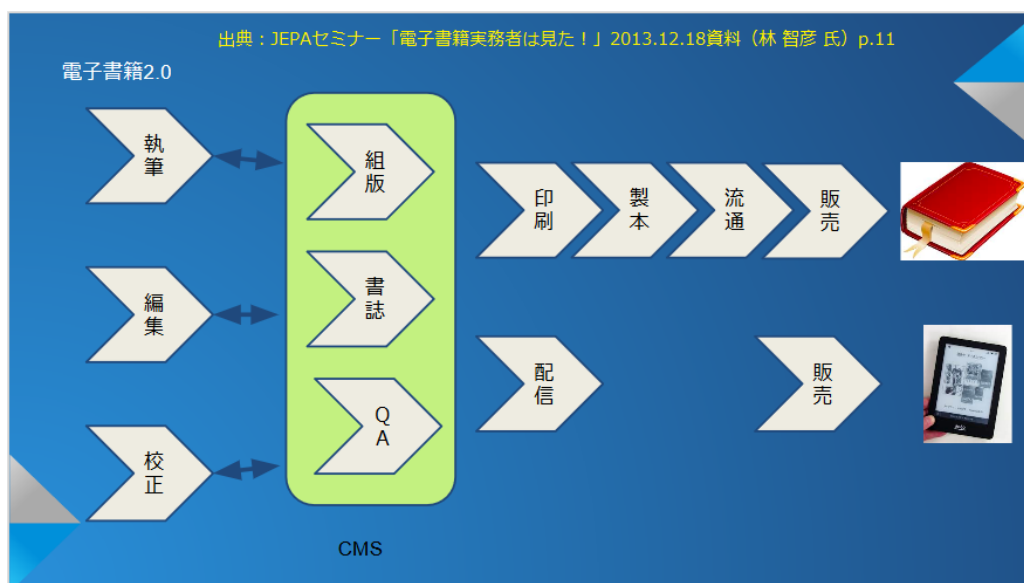 出典：JEPAセミナー「電子書籍実務者は見た！」2013.12.18資料（林 智彦 氏）p.11
電子書籍2.0
執筆
編集
校正
組版
書誌
QA
CMS
印刷
製本
流通
販売
配信
販売